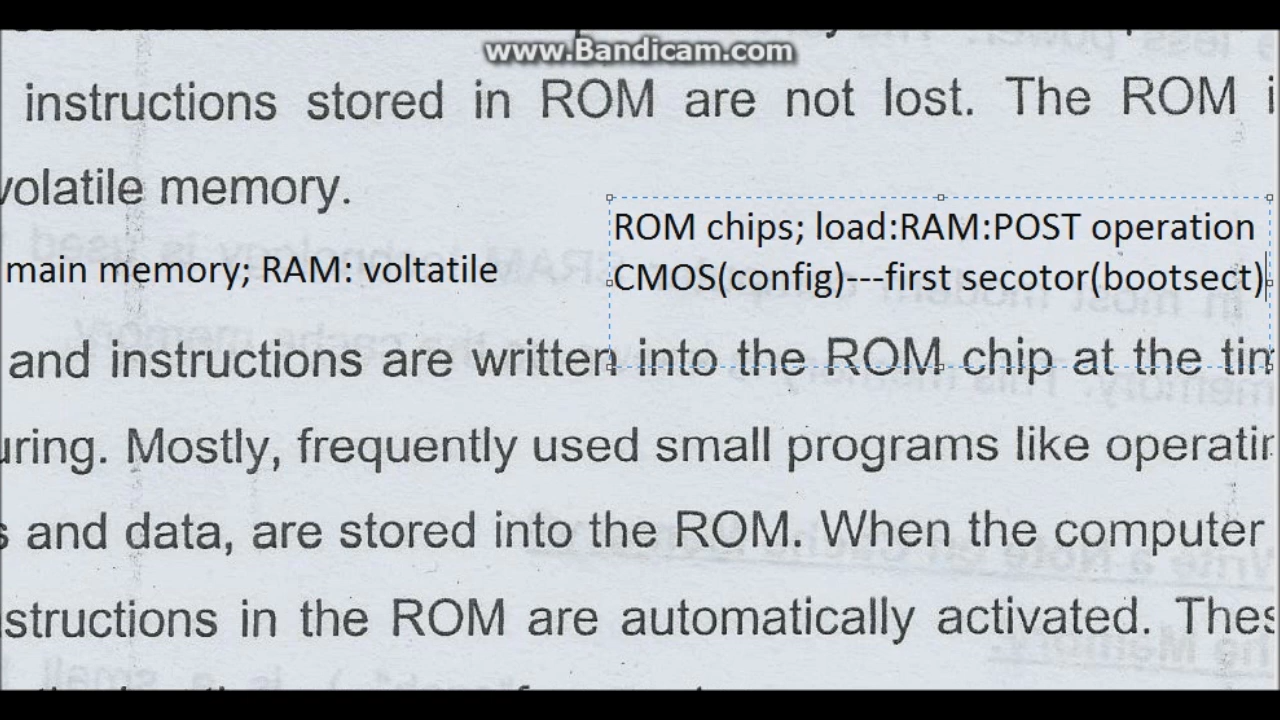 www.Bandicam.com
instructions stored in ROM are not lost. The ROM
volatile memory.
ROM chips; load:RAM:POST operation
main memory; RAM: voltatile
CMOS(config)---first secotor(bootsect)
and instructions are written into the ROM chip at the
uring. Mostly, frequently used small programs like
and data, are stored into the ROM. When the computer
structions in the ROM are automatically activated.